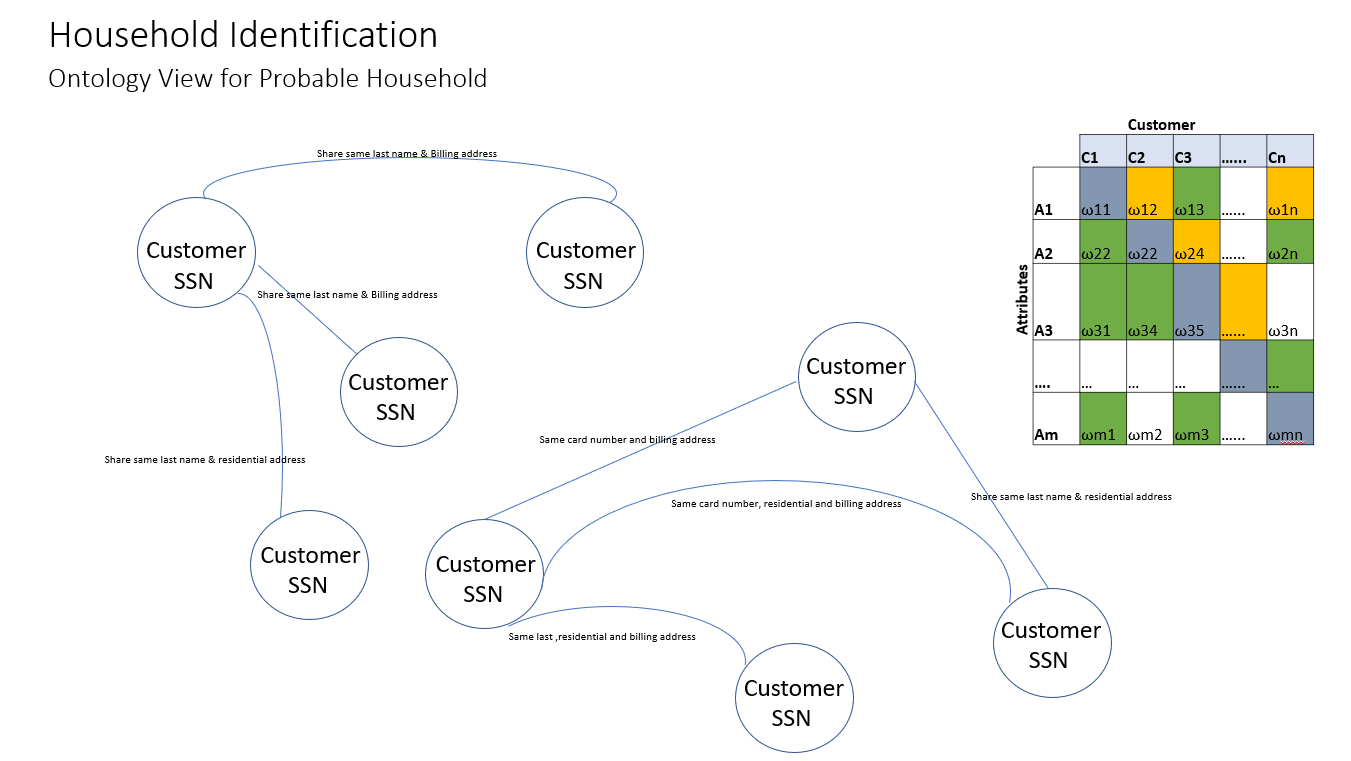 Household Identification
Ontology View for Probable Household
Share same last name & Billing address
Customer
SSN
Customer
SSN
Share same last name & Billing address
Customer
SSN
Share same last name & residential address
Customer
SSN
Customer
SSN
Same card number and billing address
Same card number, residential and billing address
Share same last name & residential address
Customer
SSN
Same last ,residential and billing address
Customer
SSN
Customer
SSN
Customer
C1 C2 C3 ...... Cn
Attributes
A1 ω11 ω12 ω13 ...... ω1n
A2 ω22 ω22 ω24 ...... ω2n
A3 ω31 ω34 ω35 ...... ω3n
.... ... ... ... ...... ...
Am ωm1 ωm2 ωm3 ...... ωmn